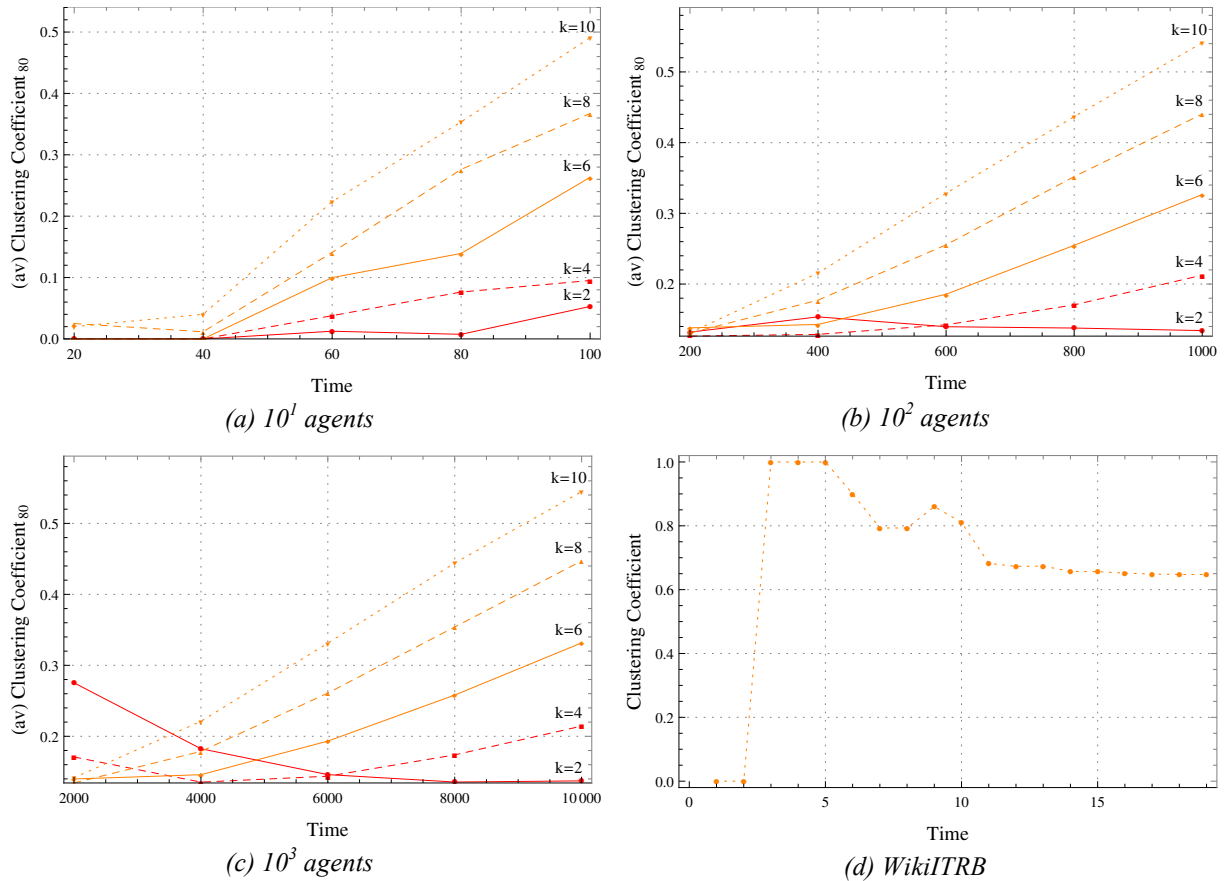 k=10
0.5
k=8
0.4
0.3
k=6
0.2
k=4
0.1
k=2
0.0
20 40 60 80 100
(av) Clustering Coefficient 80
Time
(a) 10^1 agents
k=10
0.5
k=8
0.4
k=6
0.3
k=4
0.2
k=2
200 400 600 800 1000
(av) Clustering Coefficient 80
Time
(b) 10^2 agents
k=10
0.5
k=8
0.4
k=6
0.3
k=4
0.2
k=2
2000 4000 6000 8000 10000
(av) Clustering Coefficient 80
Time
(c) 10^3 agents
1.0
0.8
0.6
0.4
0.2
0.0
0 5 10 15
Clustering Coefficient
Time
(d) WikiITRB